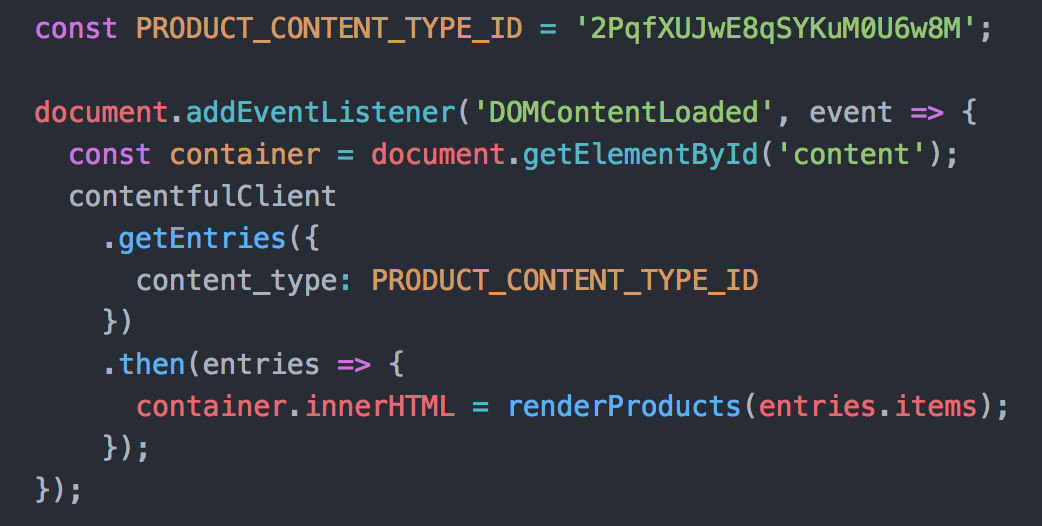 const PRODUCT_CONTENT_TYPE_ID = '2PqfXUJwE8qSYKuM0U6w8M';

document.addEventListener('DOMContentLoaded', event => {
  const container = document.getElementById('content');
  contentfulClient
    .getEntries({
      content_type: PRODUCT_CONTENT_TYPE_ID
    })
    .then(entries => {
      container.innerHTML = renderProducts(entries.items);
    });
});